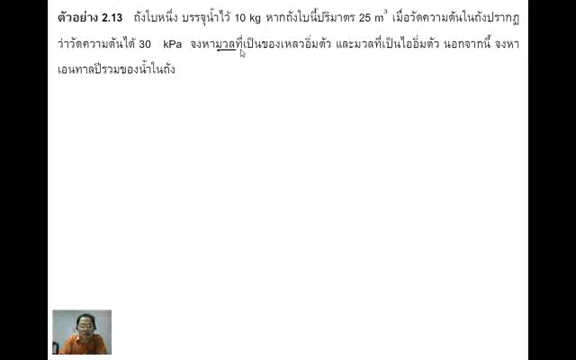 ตัวอย่าง 2.13 ถังใบหนึ่ง บรรจุน้ำไว้ 10 kg หากถังใบนี้ปริมาตร 25 m³ เมื่อวัดความดันในถังปรากฏ
ว่าวัดความดันได้ 30 kPa จงหามวลที่เป็นของเหลวอิ่มตัว และมวลที่เป็นไออิ่มตัว นอกจากนี้ จงหา
เอนทาลปีรวมของน้ำในถัง